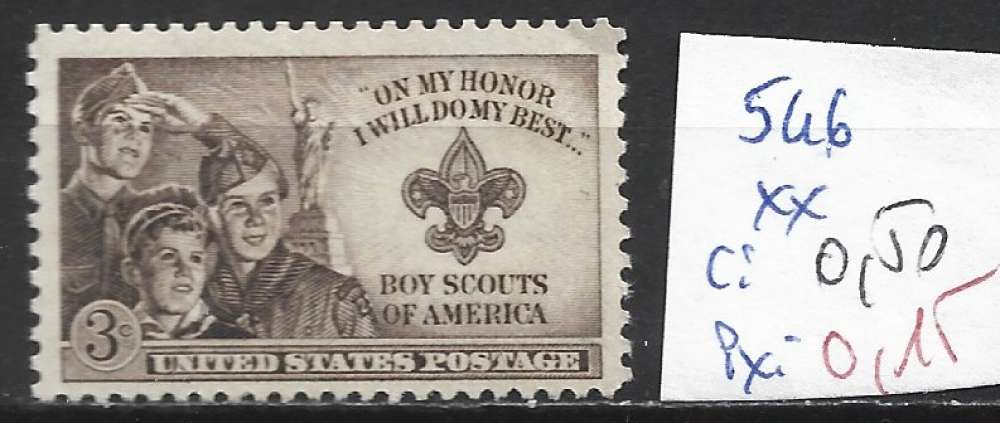 "ON MY HONOR
I WILL DO MY BEST..."
BOY SCOUTS
OF AMERICA
3¢
UNITED STATES POSTAGE
546
xx
C: 0,50
Px: 0,15